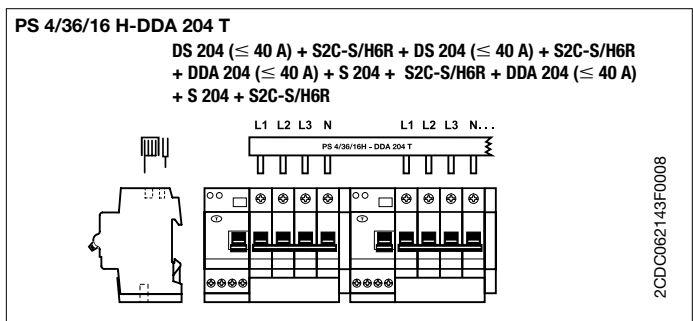 PS 4/36/16 H-DDA 204 T
DS 204 (≤ 40 A) + S2C-S/H6R + DS 204 (≤ 40 A) + S2C-S/H6R
+ DDA 204 (≤ 40 A) + S 204 + S2C-S/H6R + DDA 204 (≤ 40 A)
+ S 204 + S2C-S/H6R
L1 L2 L3 N L1 L2 L3 N...
PS 4/36/16H - DDA 204 T
T T
2CDC062143F0008